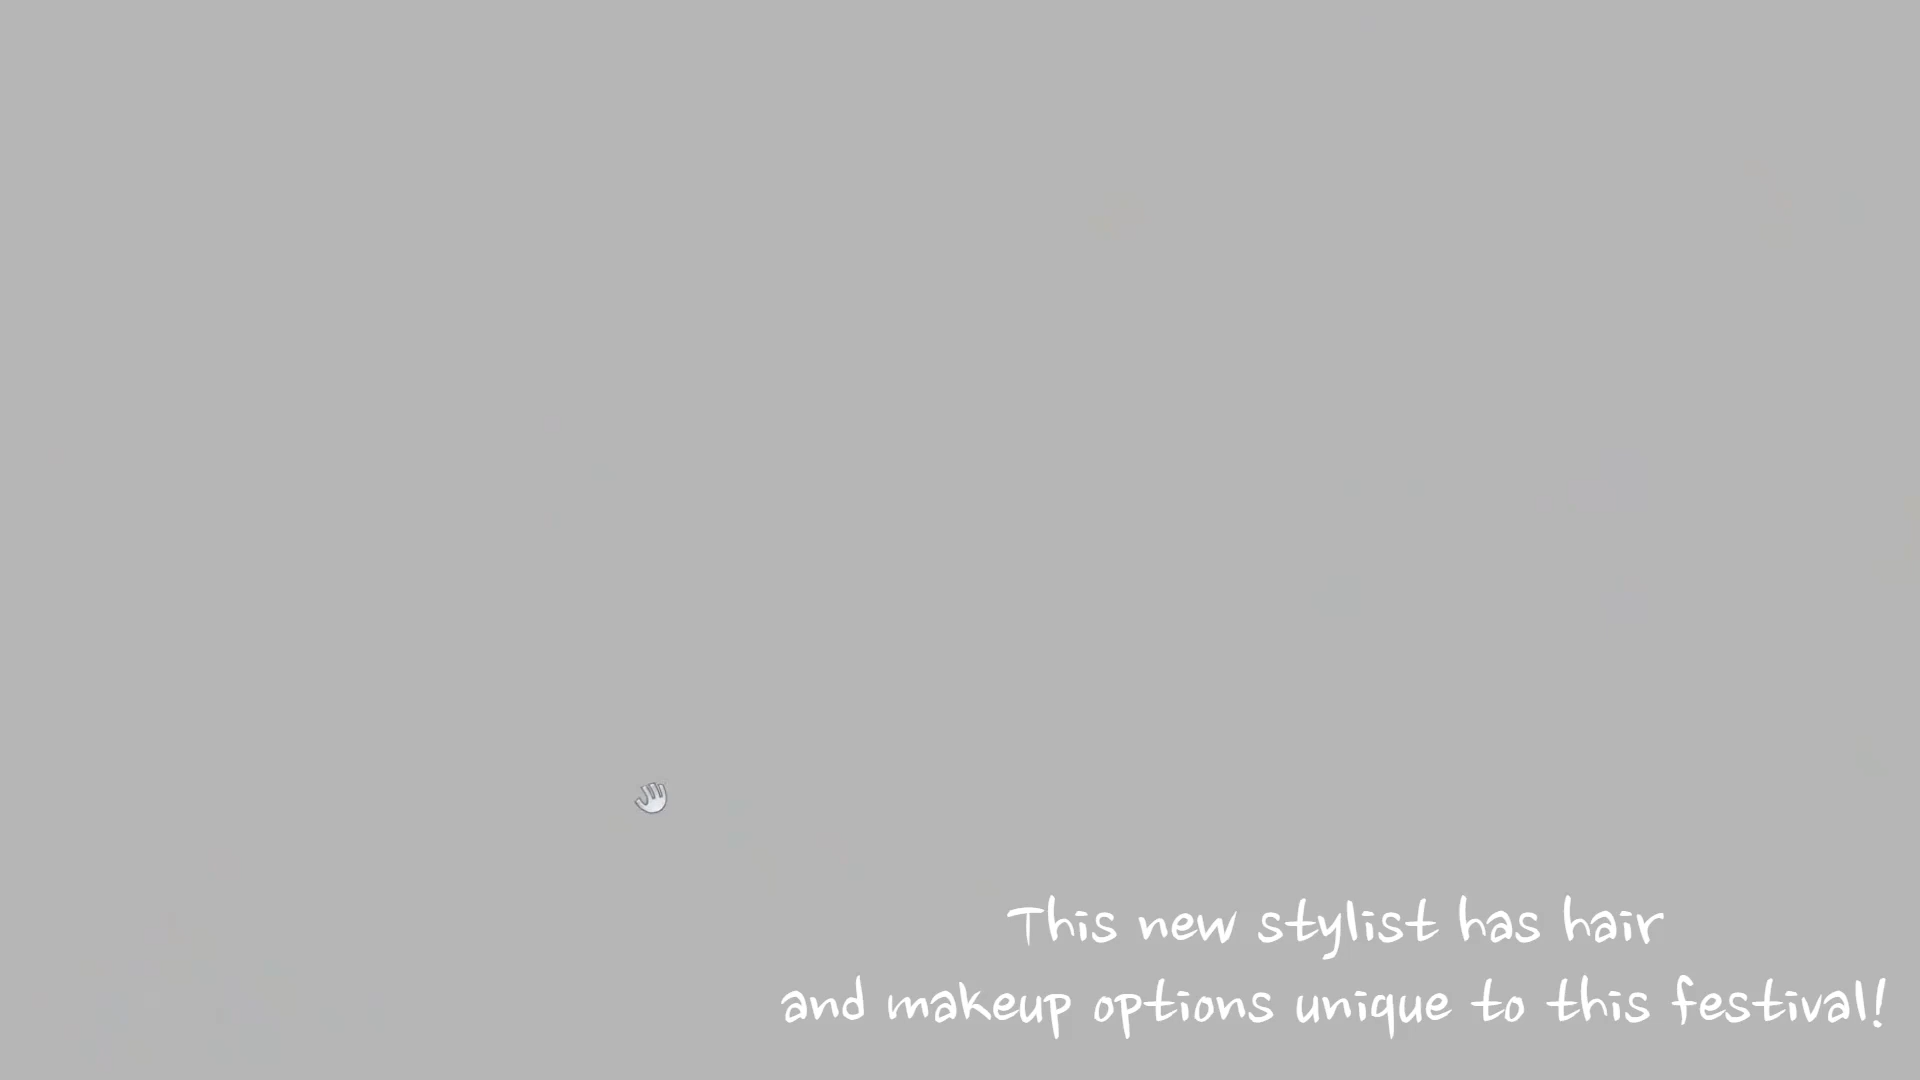 This new stylist has hair
and makeup options unique to this festival!